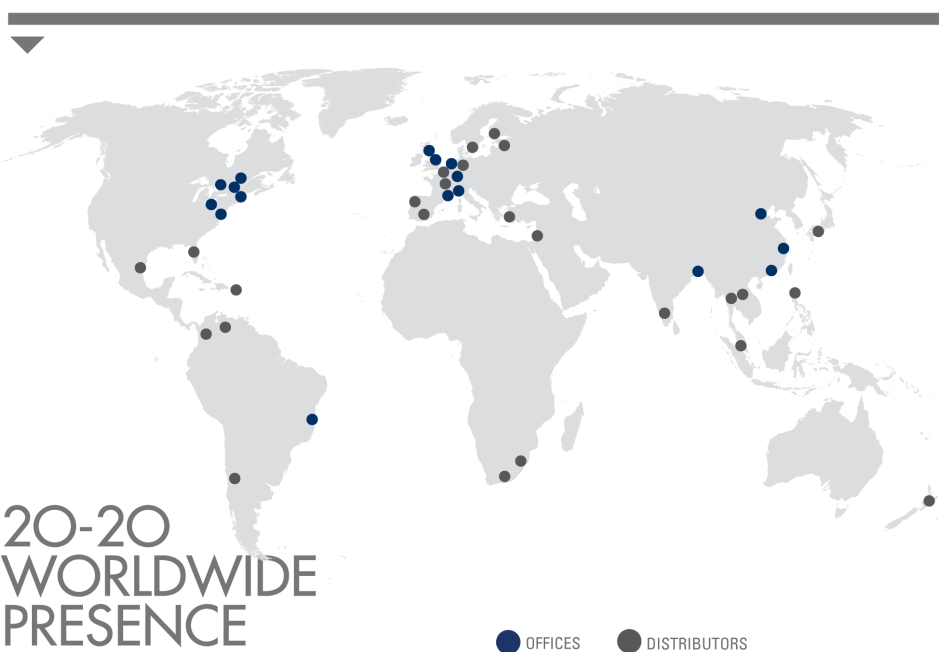 20-20
WORLDWIDE
PRESENCE
OFFICES
DISTRIBUTORS